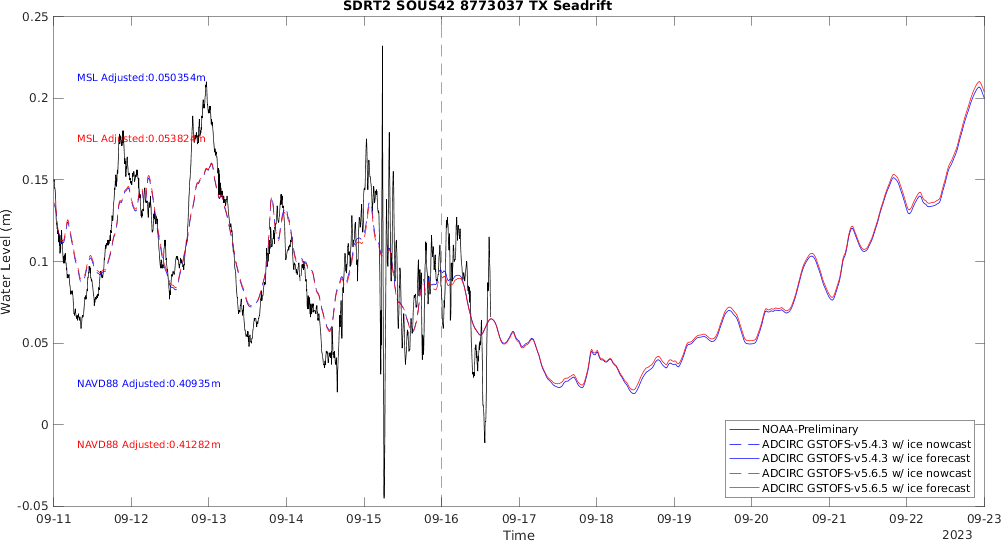 SDRT2 SOUS42 8773037 TX Seadrift
0.25
0.2
0.15
0.1
0.05
0
-0.05
Water Level (m)
MSL Adjusted:0.050354m
MSL Adjusted:0.053824m
NAVD88 Adjusted:0.40935m
NAVD88 Adjusted:0.41282m
NOAA-Preliminary
ADCIRC GSTOFS-v5.4.3 w/ ice nowcast
ADCIRC GSTOFS-v5.4.3 w/ ice forecast
ADCIRC GSTOFS-v5.6.5 w/ ice nowcast
ADCIRC GSTOFS-v5.6.5 w/ ice forecast
09-11 09-12 09-13 09-14 09-15 09-16 09-17 09-18 09-19 09-20 09-21 09-22 09-23
Time
2023